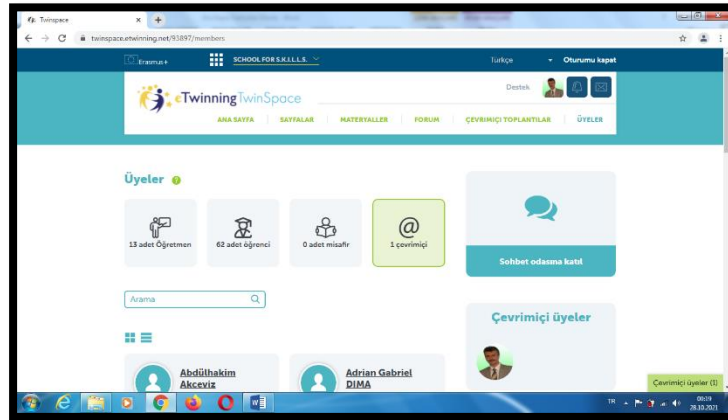 Twinspace
twinspace.etwinning.net/93897/members
Erasmus+
SCHOOL FOR S.K.I.L.L.S.
Türkçe
Oturumu kapat
eTwinning TwinSpace
Destek
ANA SAYFA
SAYFALAR
MATERYALLER
FORUM
ÇEVRİMİÇİ TOPLANTILAR
ÜYELER
Üyeler
13 adet Öğretmen
62 adet öğrenci
0 adet misafir
1 çevrimiçi
Sohbet odasına katıl
Arama
Çevrimiçi üyeler
Abdülhakim
Akceviz
Adrian Gabriel
DIMA
Çevrimiçi üyeler (1)
TR
00:19
28.10.2021